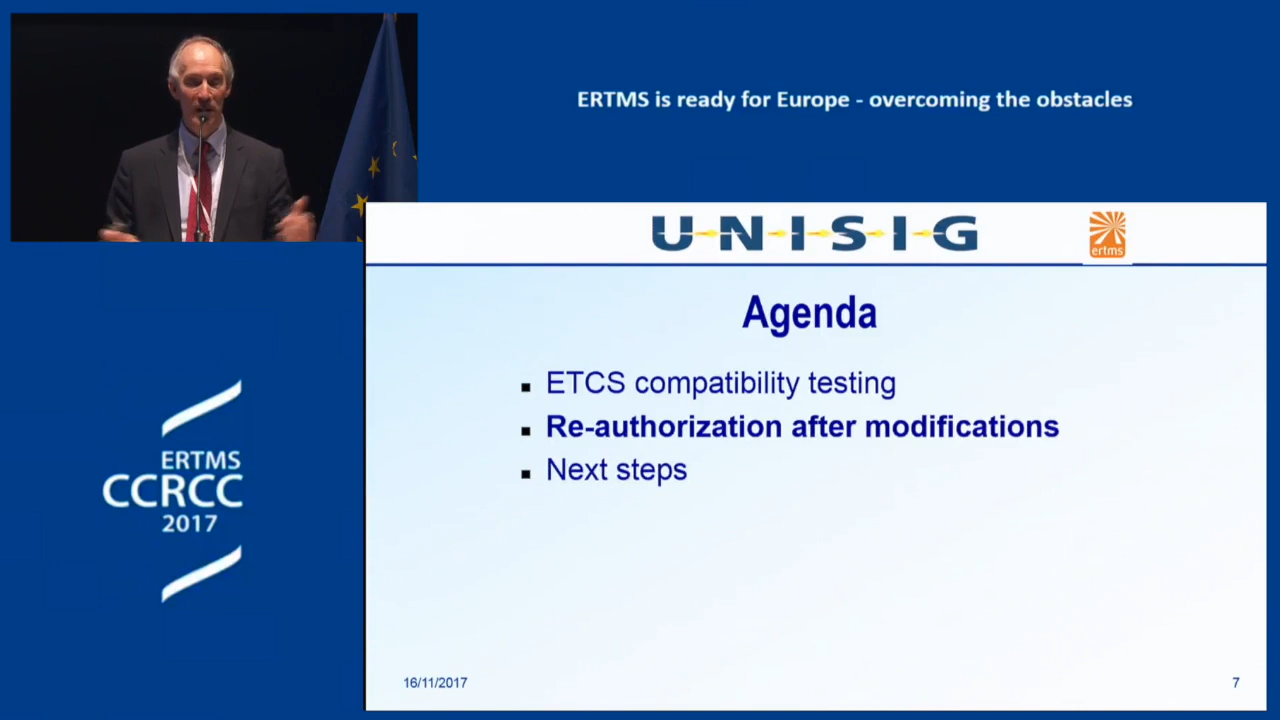 ERTMS is ready for Europe - overcoming the obstacles
UNISIG
ertms
Agenda
ETCS compatibility testing
Re-authorization after modifications
Next steps
ERTMS
CCRCC
2017
16/11/2017
7